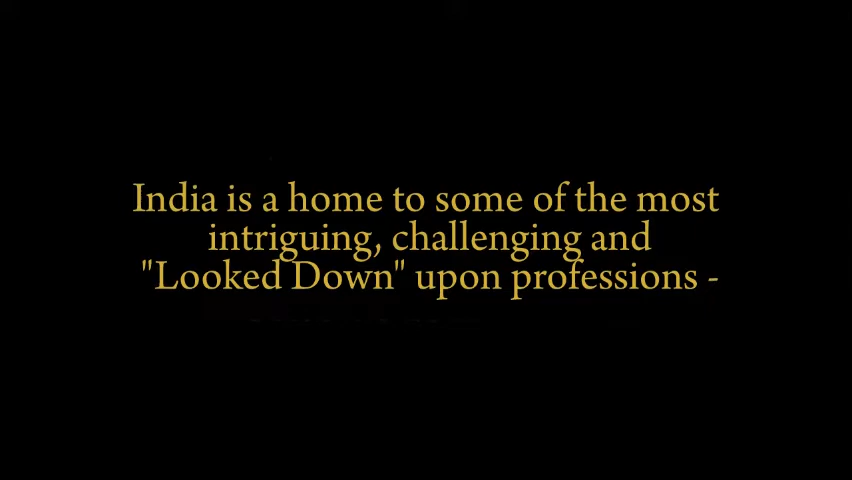 India is a home to some of the most
intriguing, challenging and
"Looked Down" upon professions -